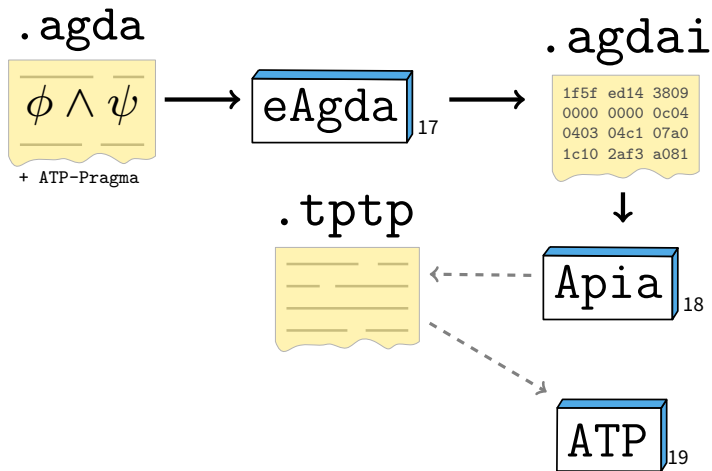 .agda
ϕ ∧ ψ
+ ATP-Pragma
eAgda
17
.agdai
1f5f ed14 3809
0000 0000 0c04
0403 04c1 07a0
1c10 2af3 a081
.tptp
Apia
18
ATP
19